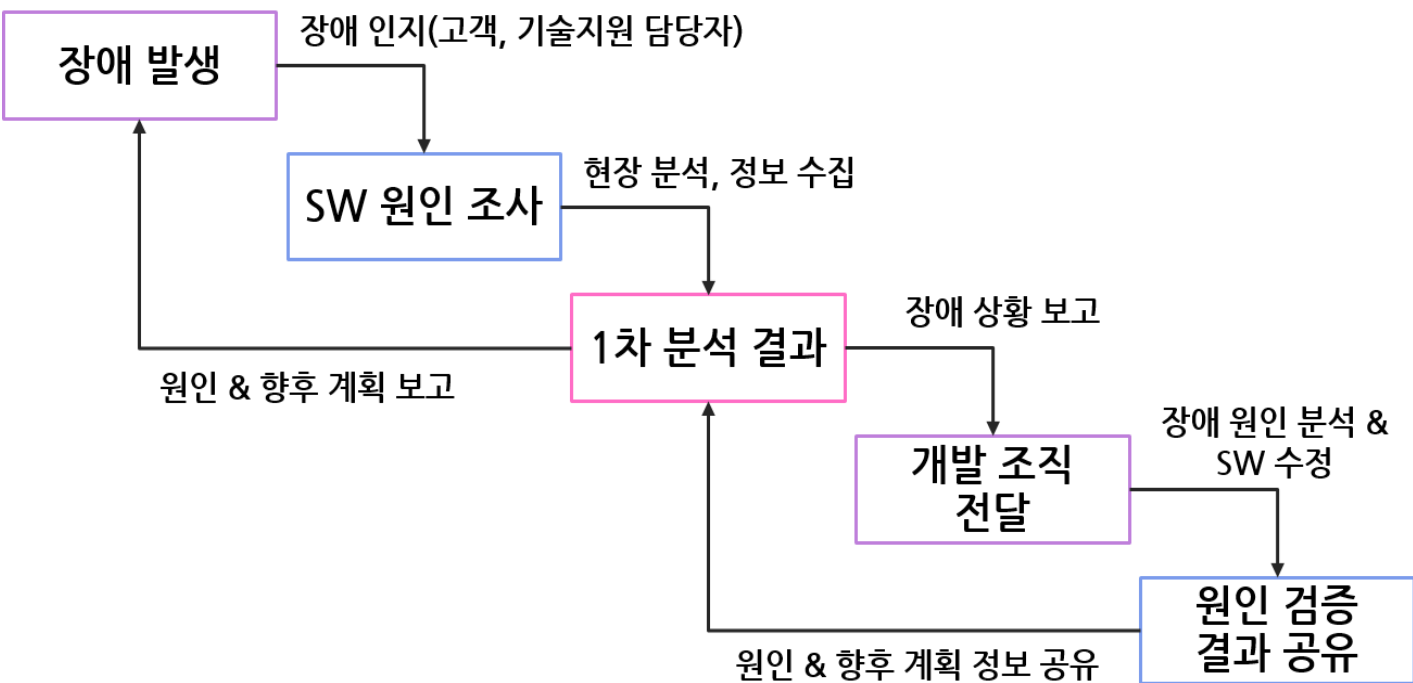 장애 발생
장애 인지(고객, 기술지원 담당자)
SW 원인 조사
현장 분석, 정보 수집
1차 분석 결과
장애 상황 보고
원인 & 향후 계획 보고
개발 조직
전달
장애 원인 분석 &
SW 수정
원인 검증
결과 공유
원인 & 향후 계획 정보 공유